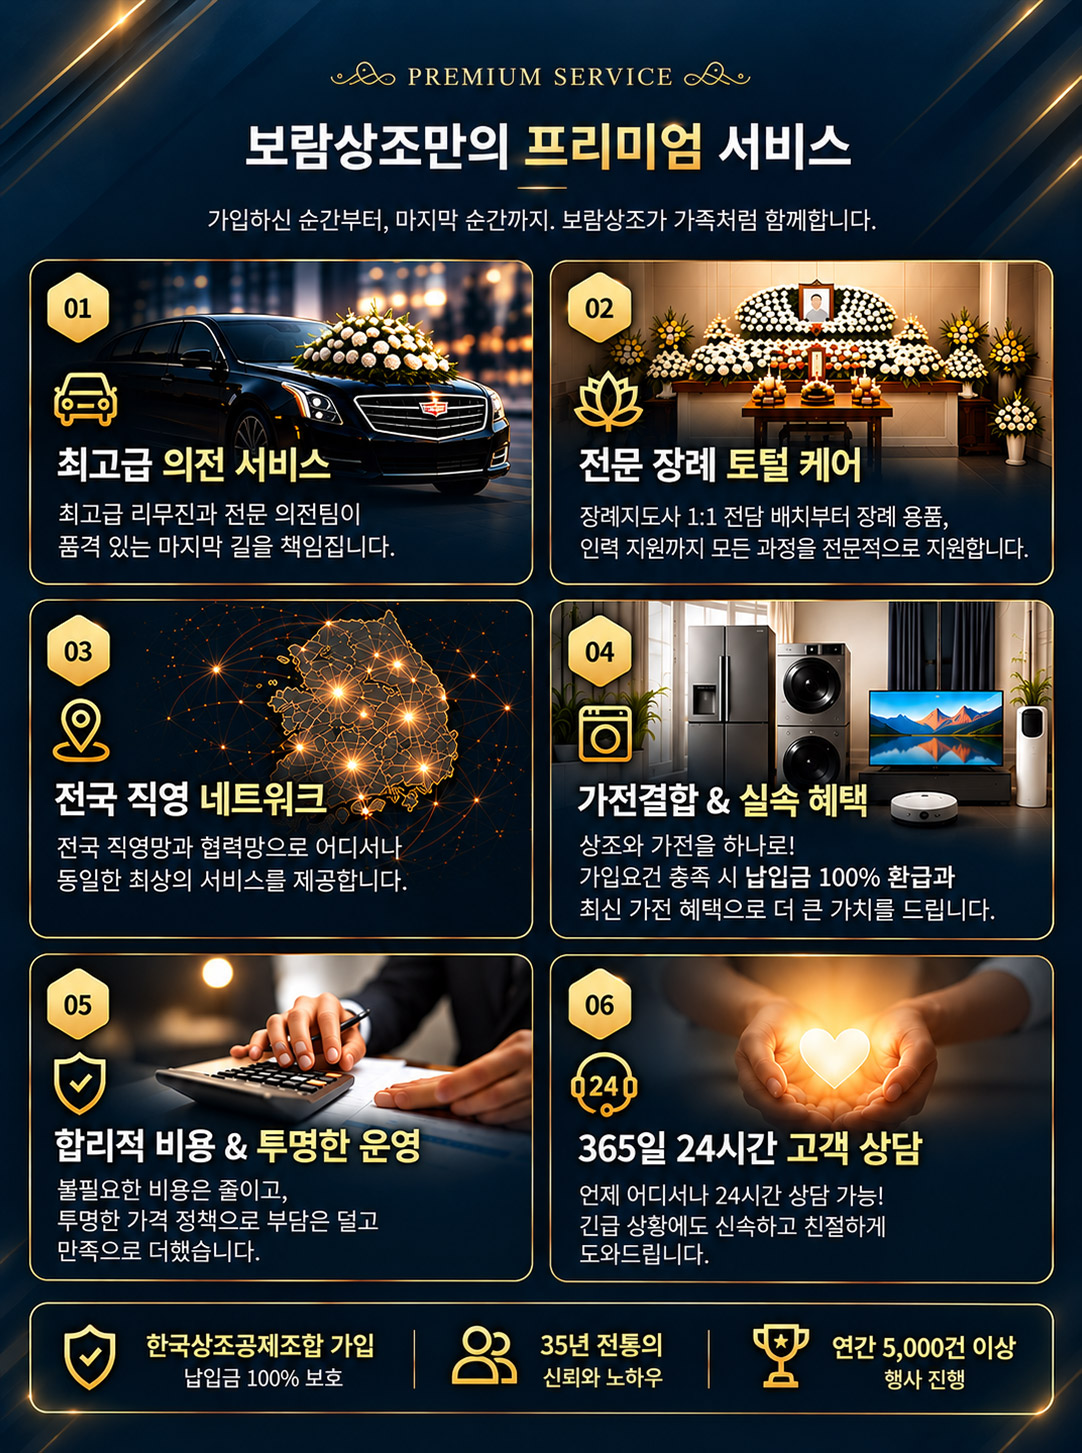 PREMIUM SERVICE
보람상조만의 프리미엄 서비스
가입하신 순간부터, 마지막 순간까지. 보람상조가 가족처럼 함께합니다.
01
최고급 의전 서비스
최고급 리무진과 전문 의전팀이
품격 있는 마지막 길을 책임집니다.
02
전문 장례 토털 케어
장례지도사 1:1 전담 배치부터 장례 용품,
인력 지원까지 모든 과정을 전문적으로 지원합니다.
03
전국 직영 네트워크
전국 직영망과 협력망으로 어디서나
동일한 최상의 서비스를 제공합니다.
04
가전결합 & 실속 혜택
상조와 가전을 하나로!
가입요건 충족 시 납입금 100% 환급과
최신 가전 혜택으로 더 큰 가치를 드립니다.
05
합리적 비용 & 투명한 운영
불필요한 비용은 줄이고,
투명한 가격 정책으로 부담은 덜고
만족으로 더했습니다.
06
24
365일 24시간 고객 상담
언제 어디서나 24시간 상담 가능!
긴급 상황에도 신속하고 친절하게
도와드립니다.
한국상조공제조합 가입
납입금 100% 보호
35년 전통의
신뢰와 노하우
연간 5,000건 이상
행사 진행